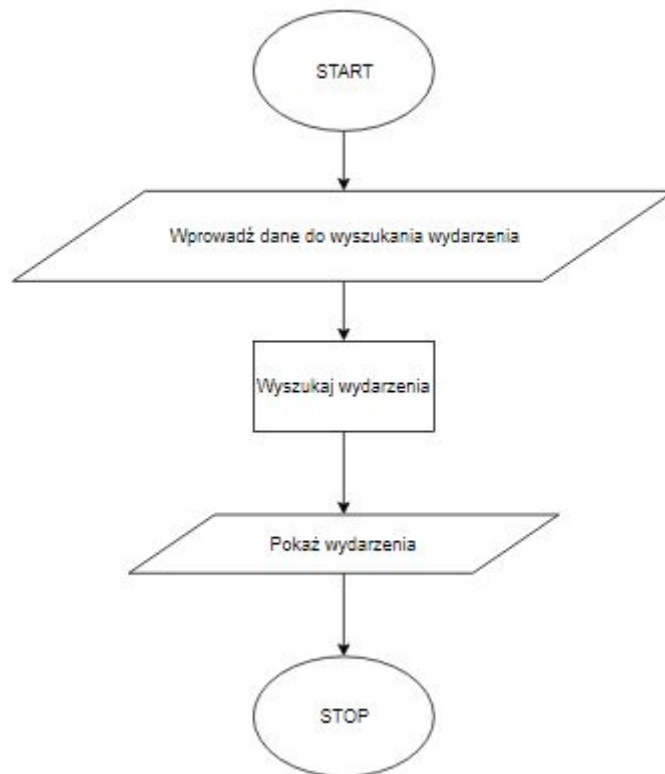 START
Wprowadź dane do wyszukania wydarzenia
Wyszukaj wydarzenia
Pokaż wydarzenia
STOP